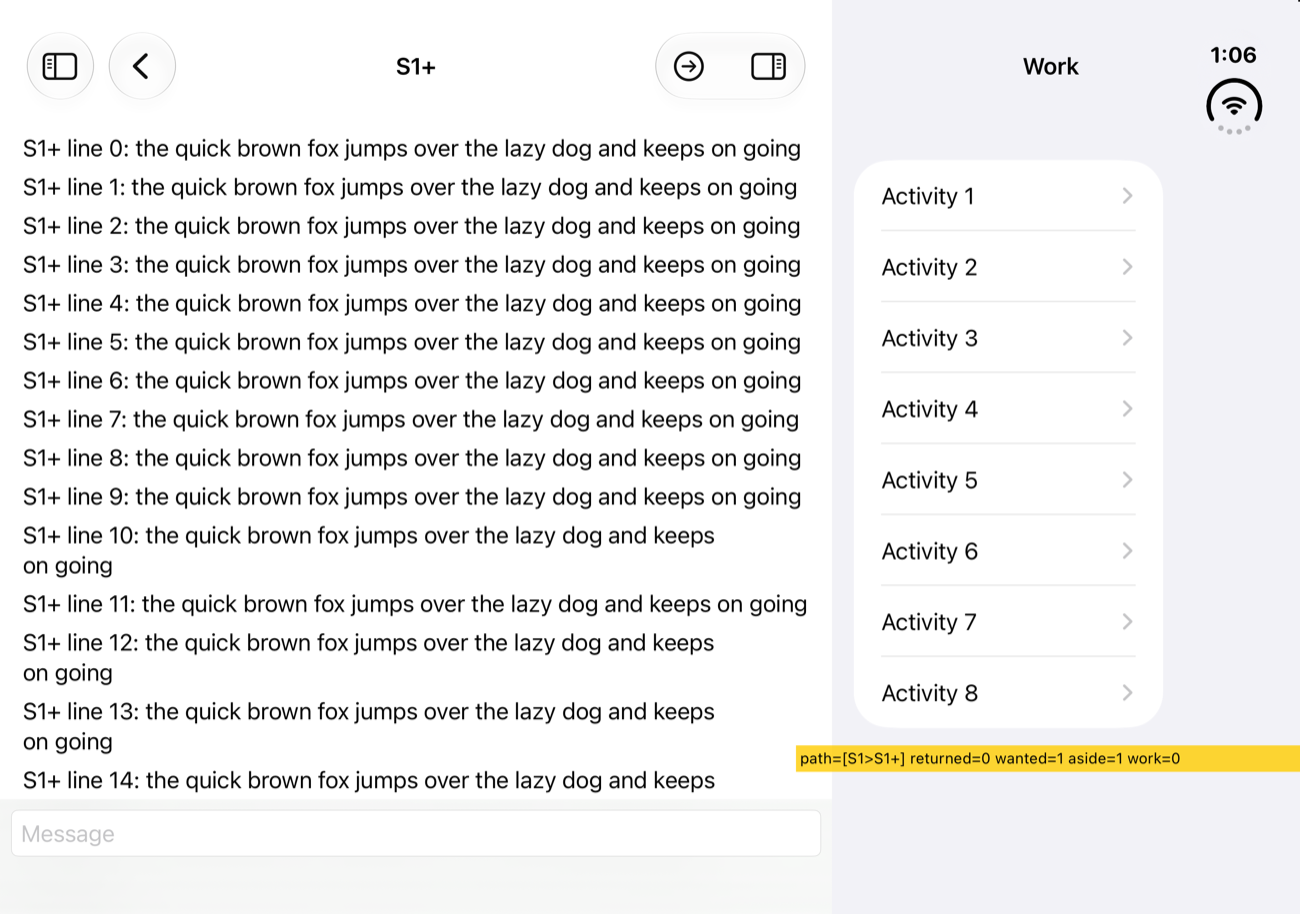 S1+
S1+ line 0: the quick brown fox jumps over the lazy dog and keeps on going
S1+ line 1: the quick brown fox jumps over the lazy dog and keeps on going
S1+ line 2: the quick brown fox jumps over the lazy dog and keeps on going
S1+ line 3: the quick brown fox jumps over the lazy dog and keeps on going
S1+ line 4: the quick brown fox jumps over the lazy dog and keeps on going
S1+ line 5: the quick brown fox jumps over the lazy dog and keeps on going
S1+ line 6: the quick brown fox jumps over the lazy dog and keeps on going
S1+ line 7: the quick brown fox jumps over the lazy dog and keeps on going
S1+ line 8: the quick brown fox jumps over the lazy dog and keeps on going
S1+ line 9: the quick brown fox jumps over the lazy dog and keeps on going
S1+ line 10: the quick brown fox jumps over the lazy dog and keeps
on going
S1+ line 11: the quick brown fox jumps over the lazy dog and keeps on going
S1+ line 12: the quick brown fox jumps over the lazy dog and keeps
on going
S1+ line 13: the quick brown fox jumps over the lazy dog and keeps
on going
S1+ line 14: the quick brown fox jumps over the lazy dog and keeps
Message
Work
1:06
Activity 1
Activity 2
Activity 3
Activity 4
Activity 5
Activity 6
Activity 7
Activity 8
path=[S1>S1+] returned=0 wanted=1 aside=1 work=0